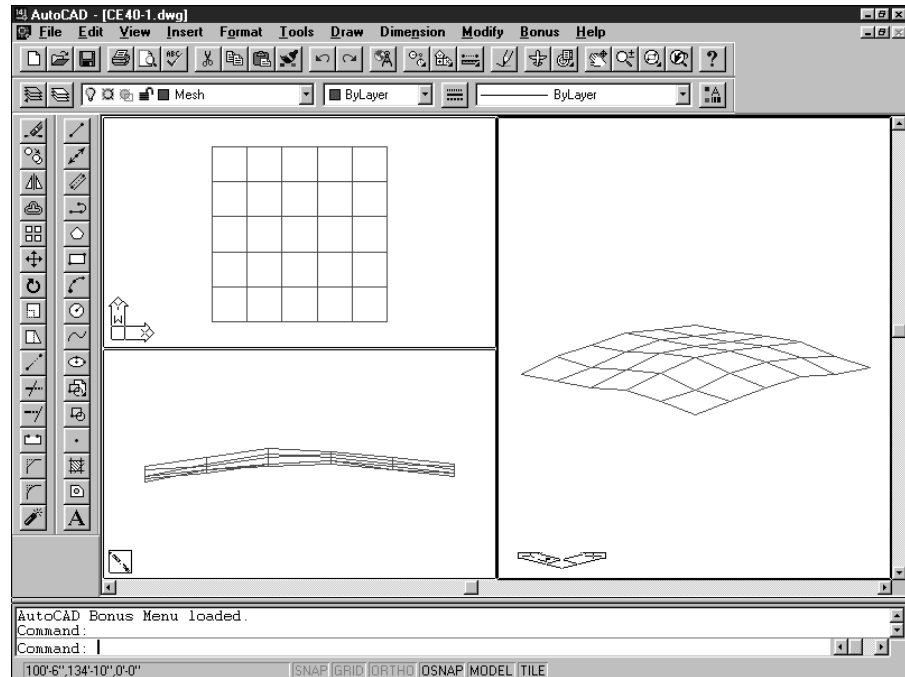 AutoCAD - [CE40-1.dwg]
File Edit View Insert Format Tools Draw Dimension Modify Bonus Help
ABC
?
Mesh ByLayer ByLayer A
A
Y
W
X
AutoCAD Bonus Menu loaded.
Command:
Command:
100'-6",134'-10",0'-0" SNAP GRID ORTHO OSNAP MODEL TILE